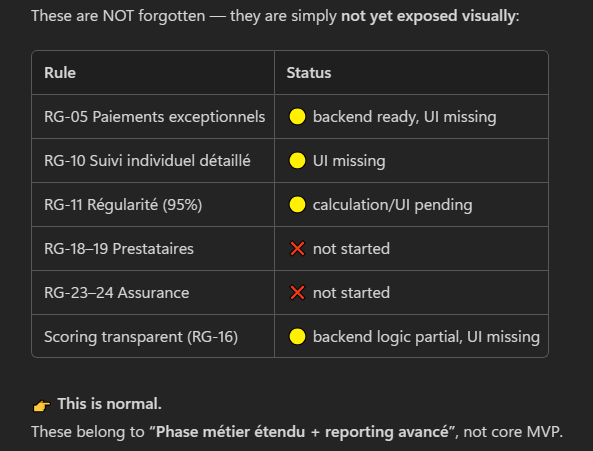 These are NOT forgotten — they are simply not yet exposed visually:
Rule Status
RG-05 Paiements exceptionnels 🟡 backend ready, UI missing
RG-10 Suivi individuel détaillé 🟡 UI missing
RG-11 Régularité (95%) 🟡 calculation/UI pending
RG-18–19 Prestataires ❌ not started
RG-23–24 Assurance ❌ not started
Scoring transparent (RG-16) 🟡 backend logic partial, UI missing
👉 This is normal.
These belong to “Phase métier étendu + reporting avancé”, not core MVP.